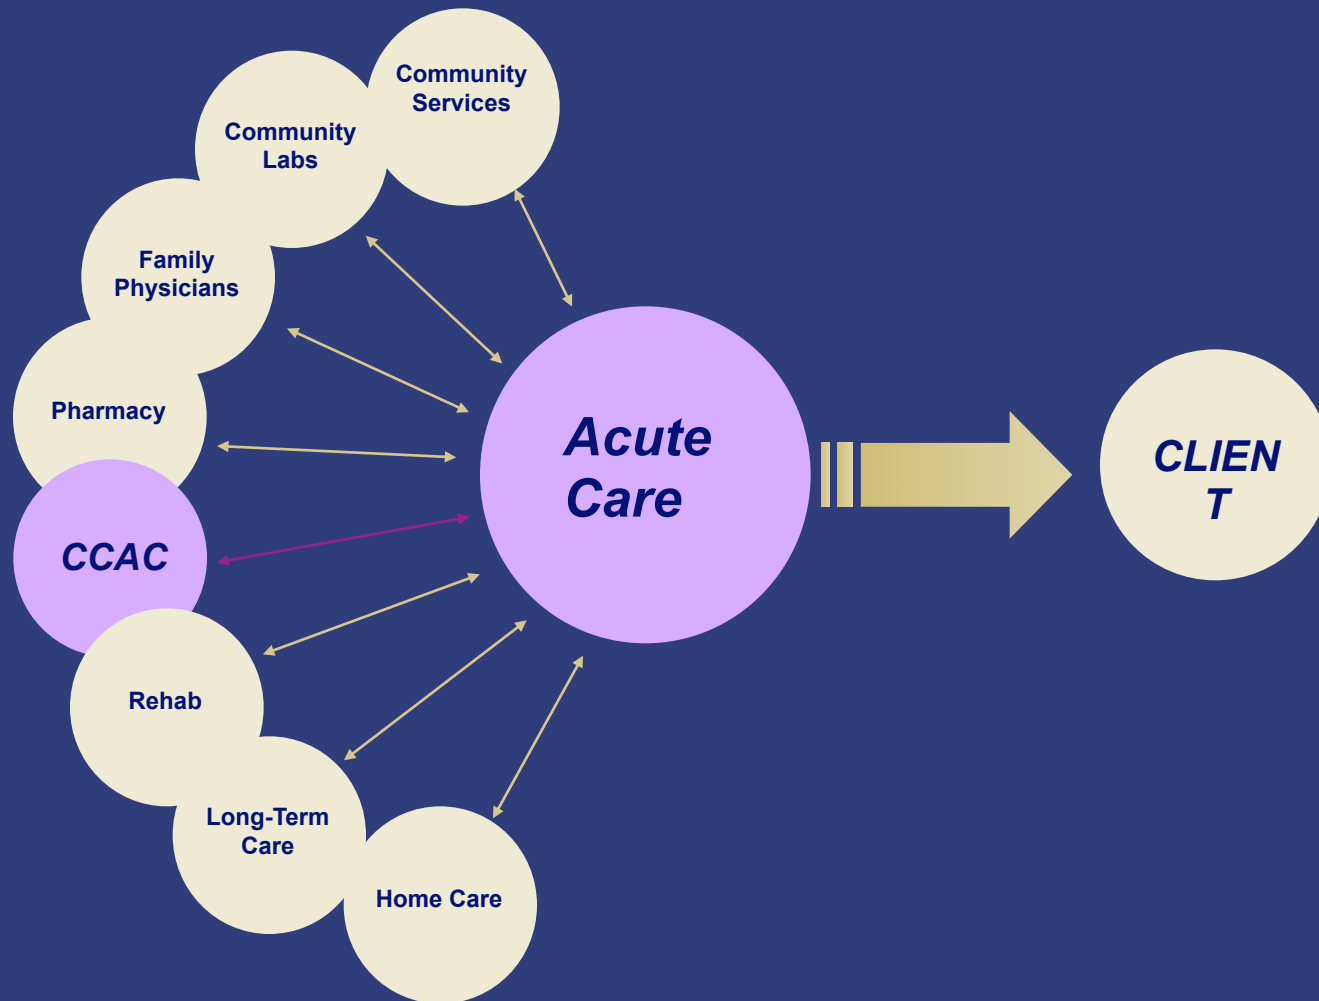 Community
Services
Community
Labs
Family
Physicians
Pharmacy
Acute
Care
CLIEN
T
CCAC
Rehab
Long-Term
Care
Home Care